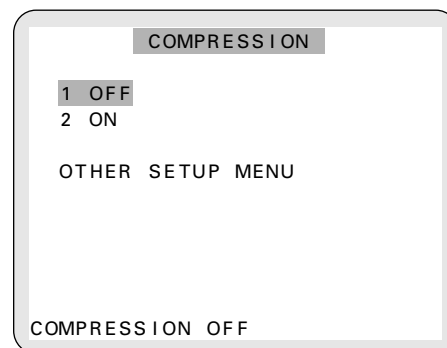 COMPRESSION
1 OFF
2 ON
OTHER SETUP MENU
COMPRESSION OFF